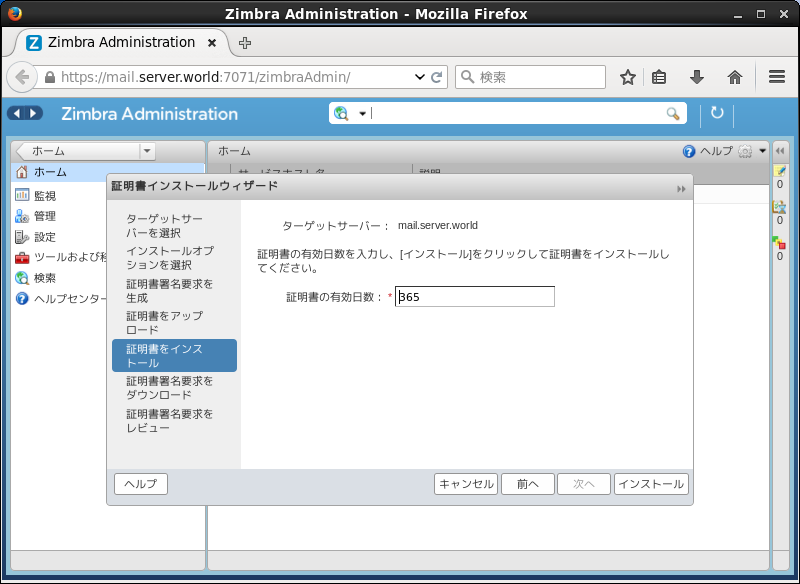 Zimbra Administration - Mozilla Firefox
Zimbra Administration
https://mail.server.world:7071/zimbraAdmin/
検索
Zimbra Administration
ホーム
ホーム
ヘルプ
ホーム
監視
管理
設定
ツールおよび
検索
ヘルプセンター
0
0
0
証明書インストールウィザード
ターゲットサー
バーを選択
インストールオプ
ションを選択
証明書署名要求を
生成
証明書をアップ
ロード
証明書をインス
トール
証明書署名要求を
ダウンロード
証明書署名要求を
レビュー
ターゲットサーバー： mail.server.world
証明書の有効日数を入力し、[インストール]をクリックして証明書をインストールし
てください。
証明書の有効日数： * 365
ヘルプ
キャンセル
前へ
次へ
インストール